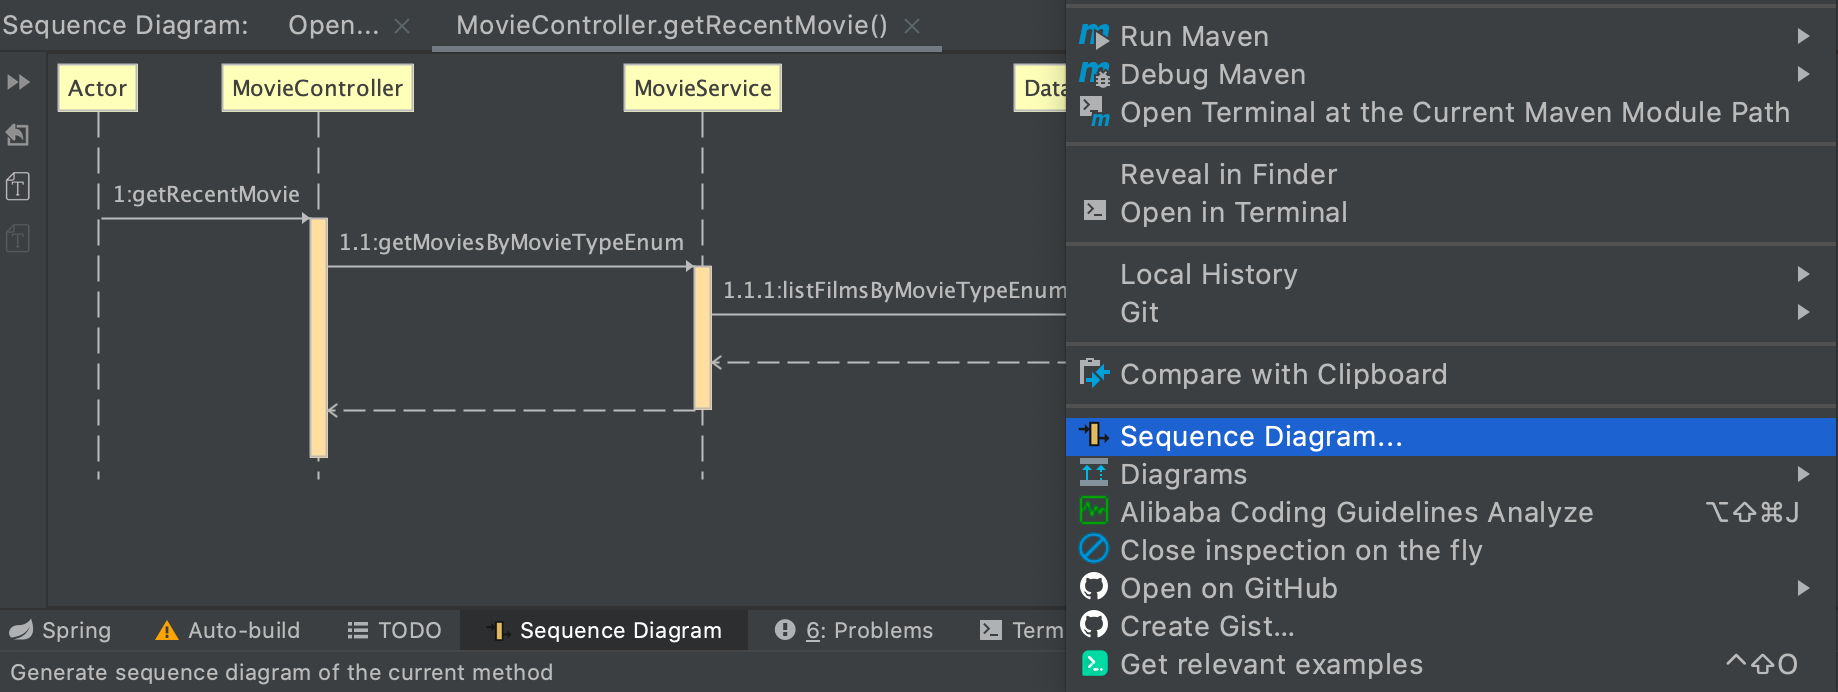 Sequence Diagram:
Open...
MovieController.getRecentMovie()
Actor
MovieController
MovieService
Data
1:getRecentMovie
1.1:getMoviesByMovieTypeEnum
1.1.1:listFilmsByMovieTypeEnum
Run Maven
Debug Maven
Open Terminal at the Current Maven Module Path
Reveal in Finder
Open in Terminal
Local History
Git
Compare with Clipboard
Sequence Diagram...
Diagrams
Alibaba Coding Guidelines Analyze ⌥⇧⌘J
Close inspection on the fly
Open on GitHub
Create Gist...
Get relevant examples ^⇧O
Spring
Auto-build
TODO
Sequence Diagram
6: Problems
Term
Generate sequence diagram of the current method